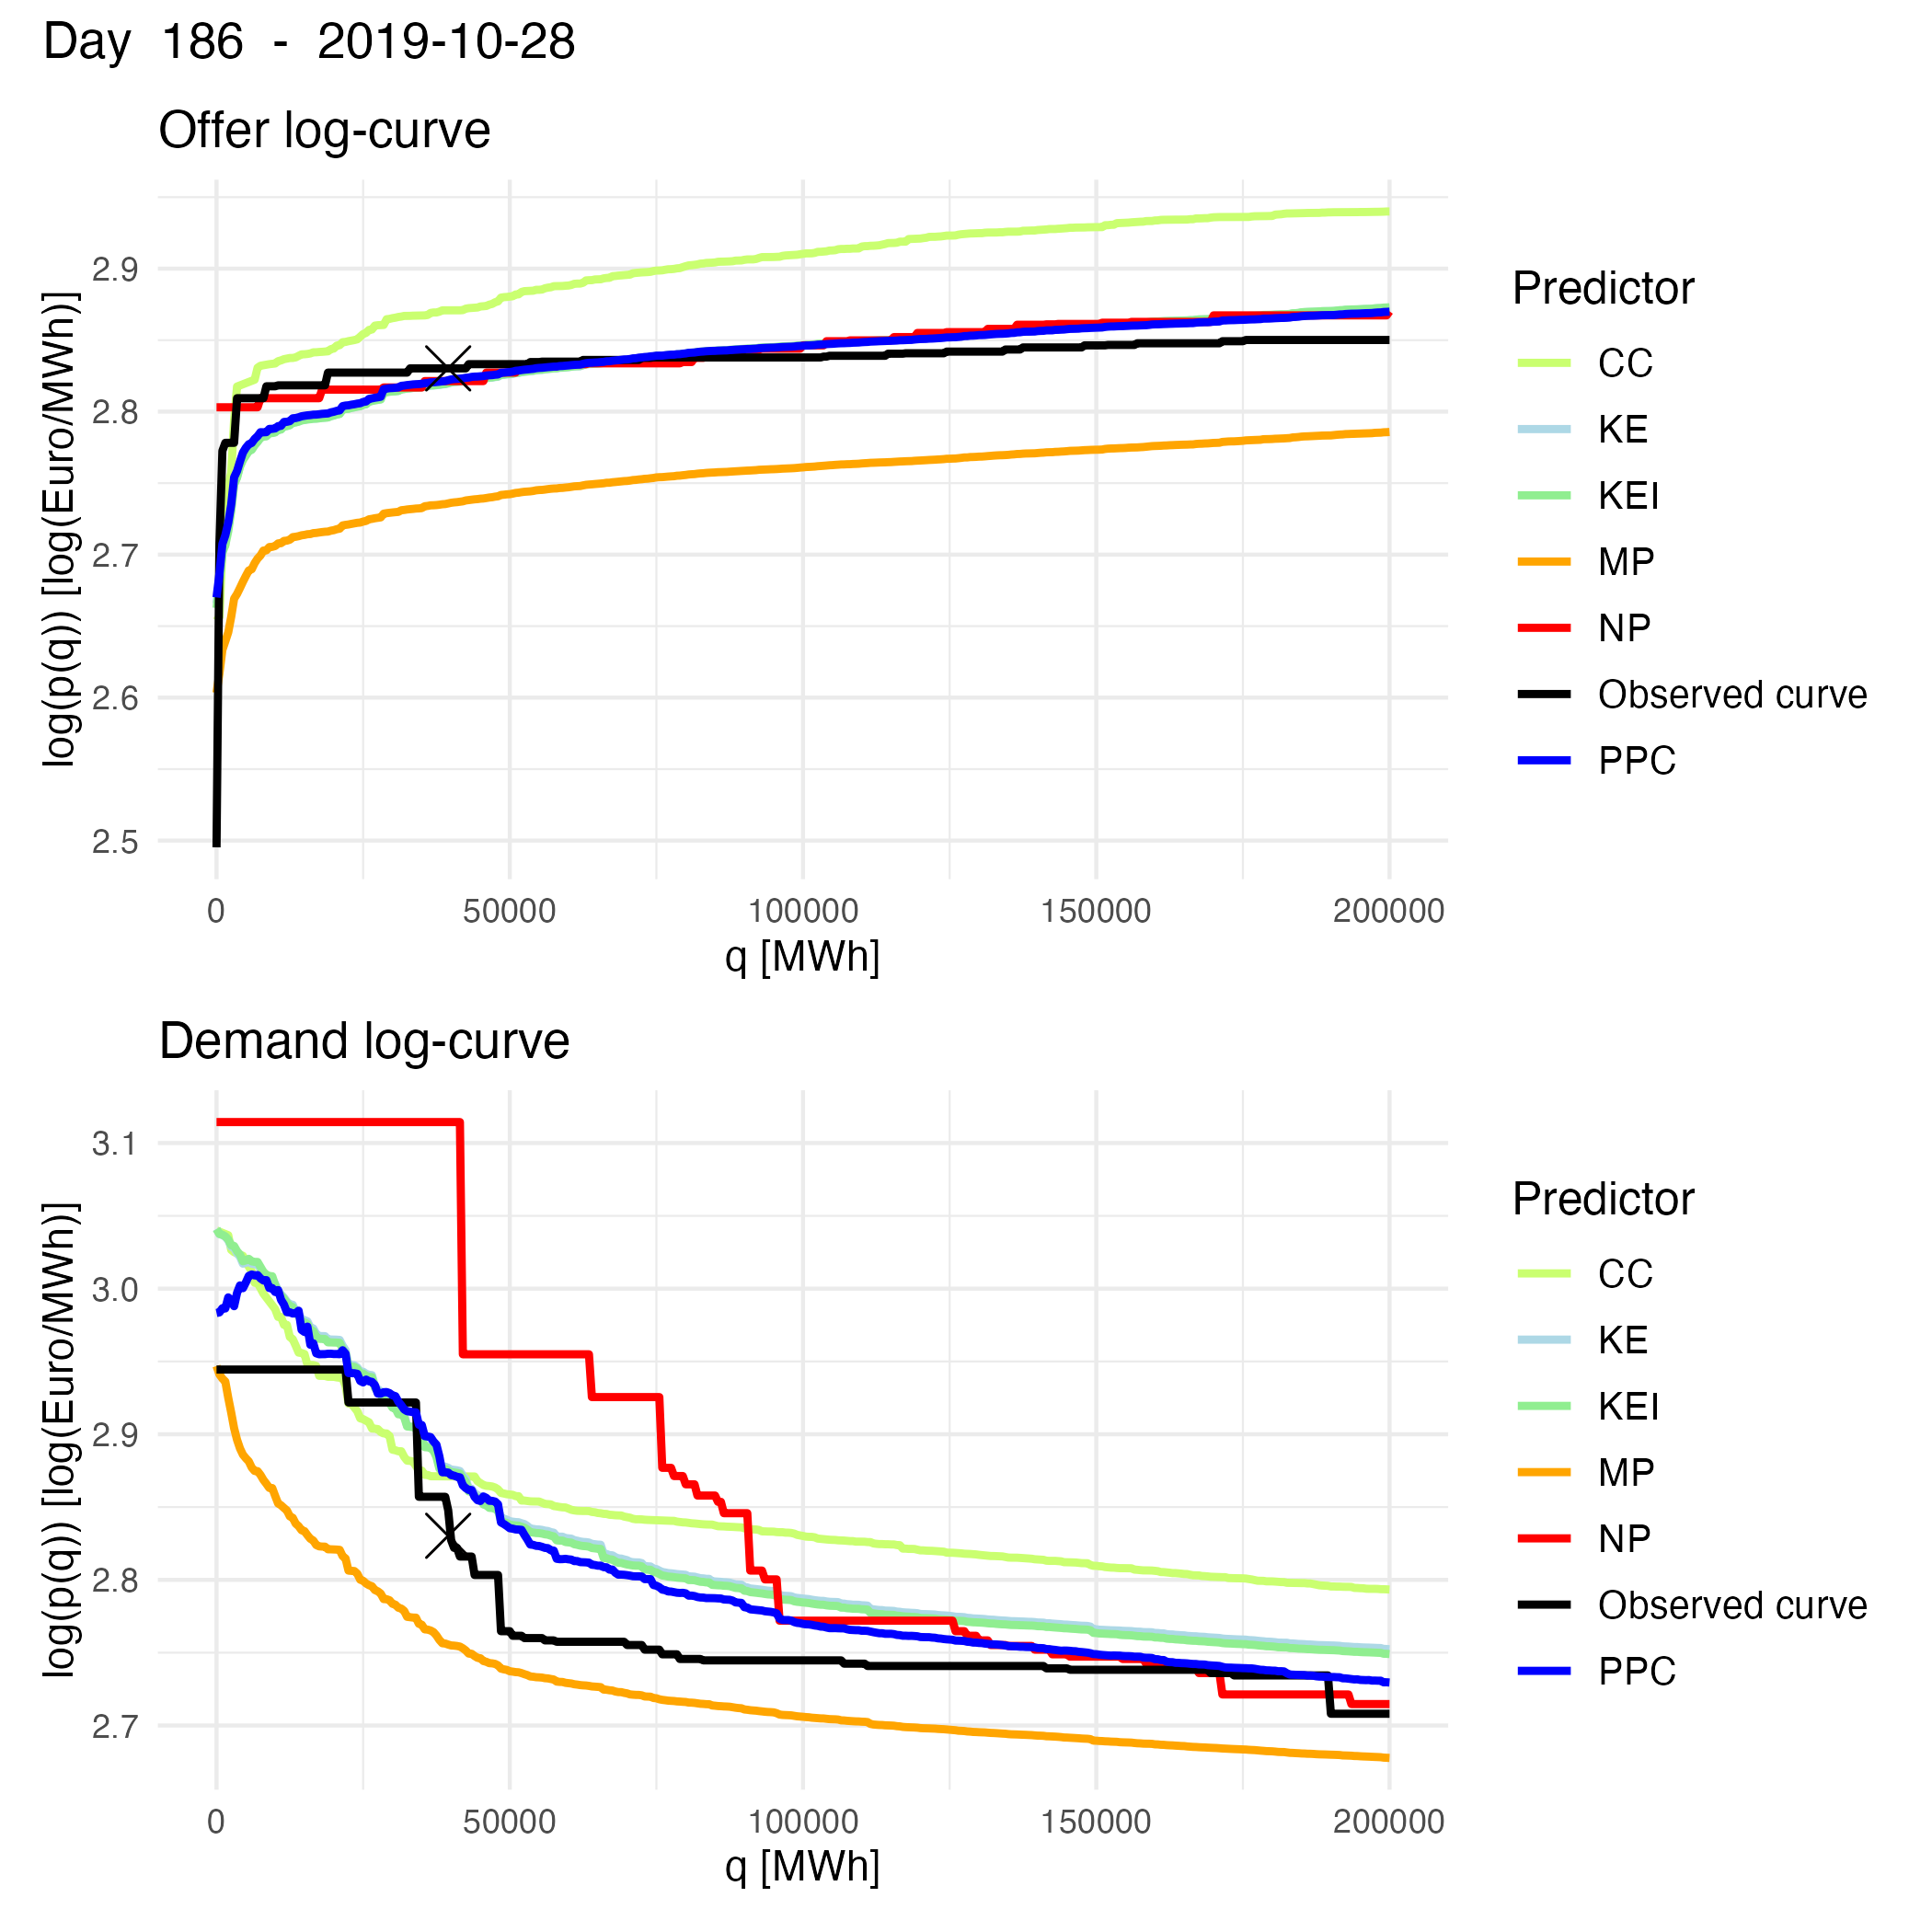 Day 186 - 2019-10-28
Offer log-curve
log(p(q)) [log(Euro/MWh)]
2.9
2.8
2.7
2.6
2.5
0 50000 100000 150000 200000
q [MWh]
Predictor
CC
KE
KEI
MP
NP
Observed curve
PPC
Demand log-curve
log(p(q)) [log(Euro/MWh)]
3.1
3.0
2.9
2.8
2.7
0 50000 100000 150000 200000
q [MWh]
Predictor
CC
KE
KEI
MP
NP
Observed curve
PPC